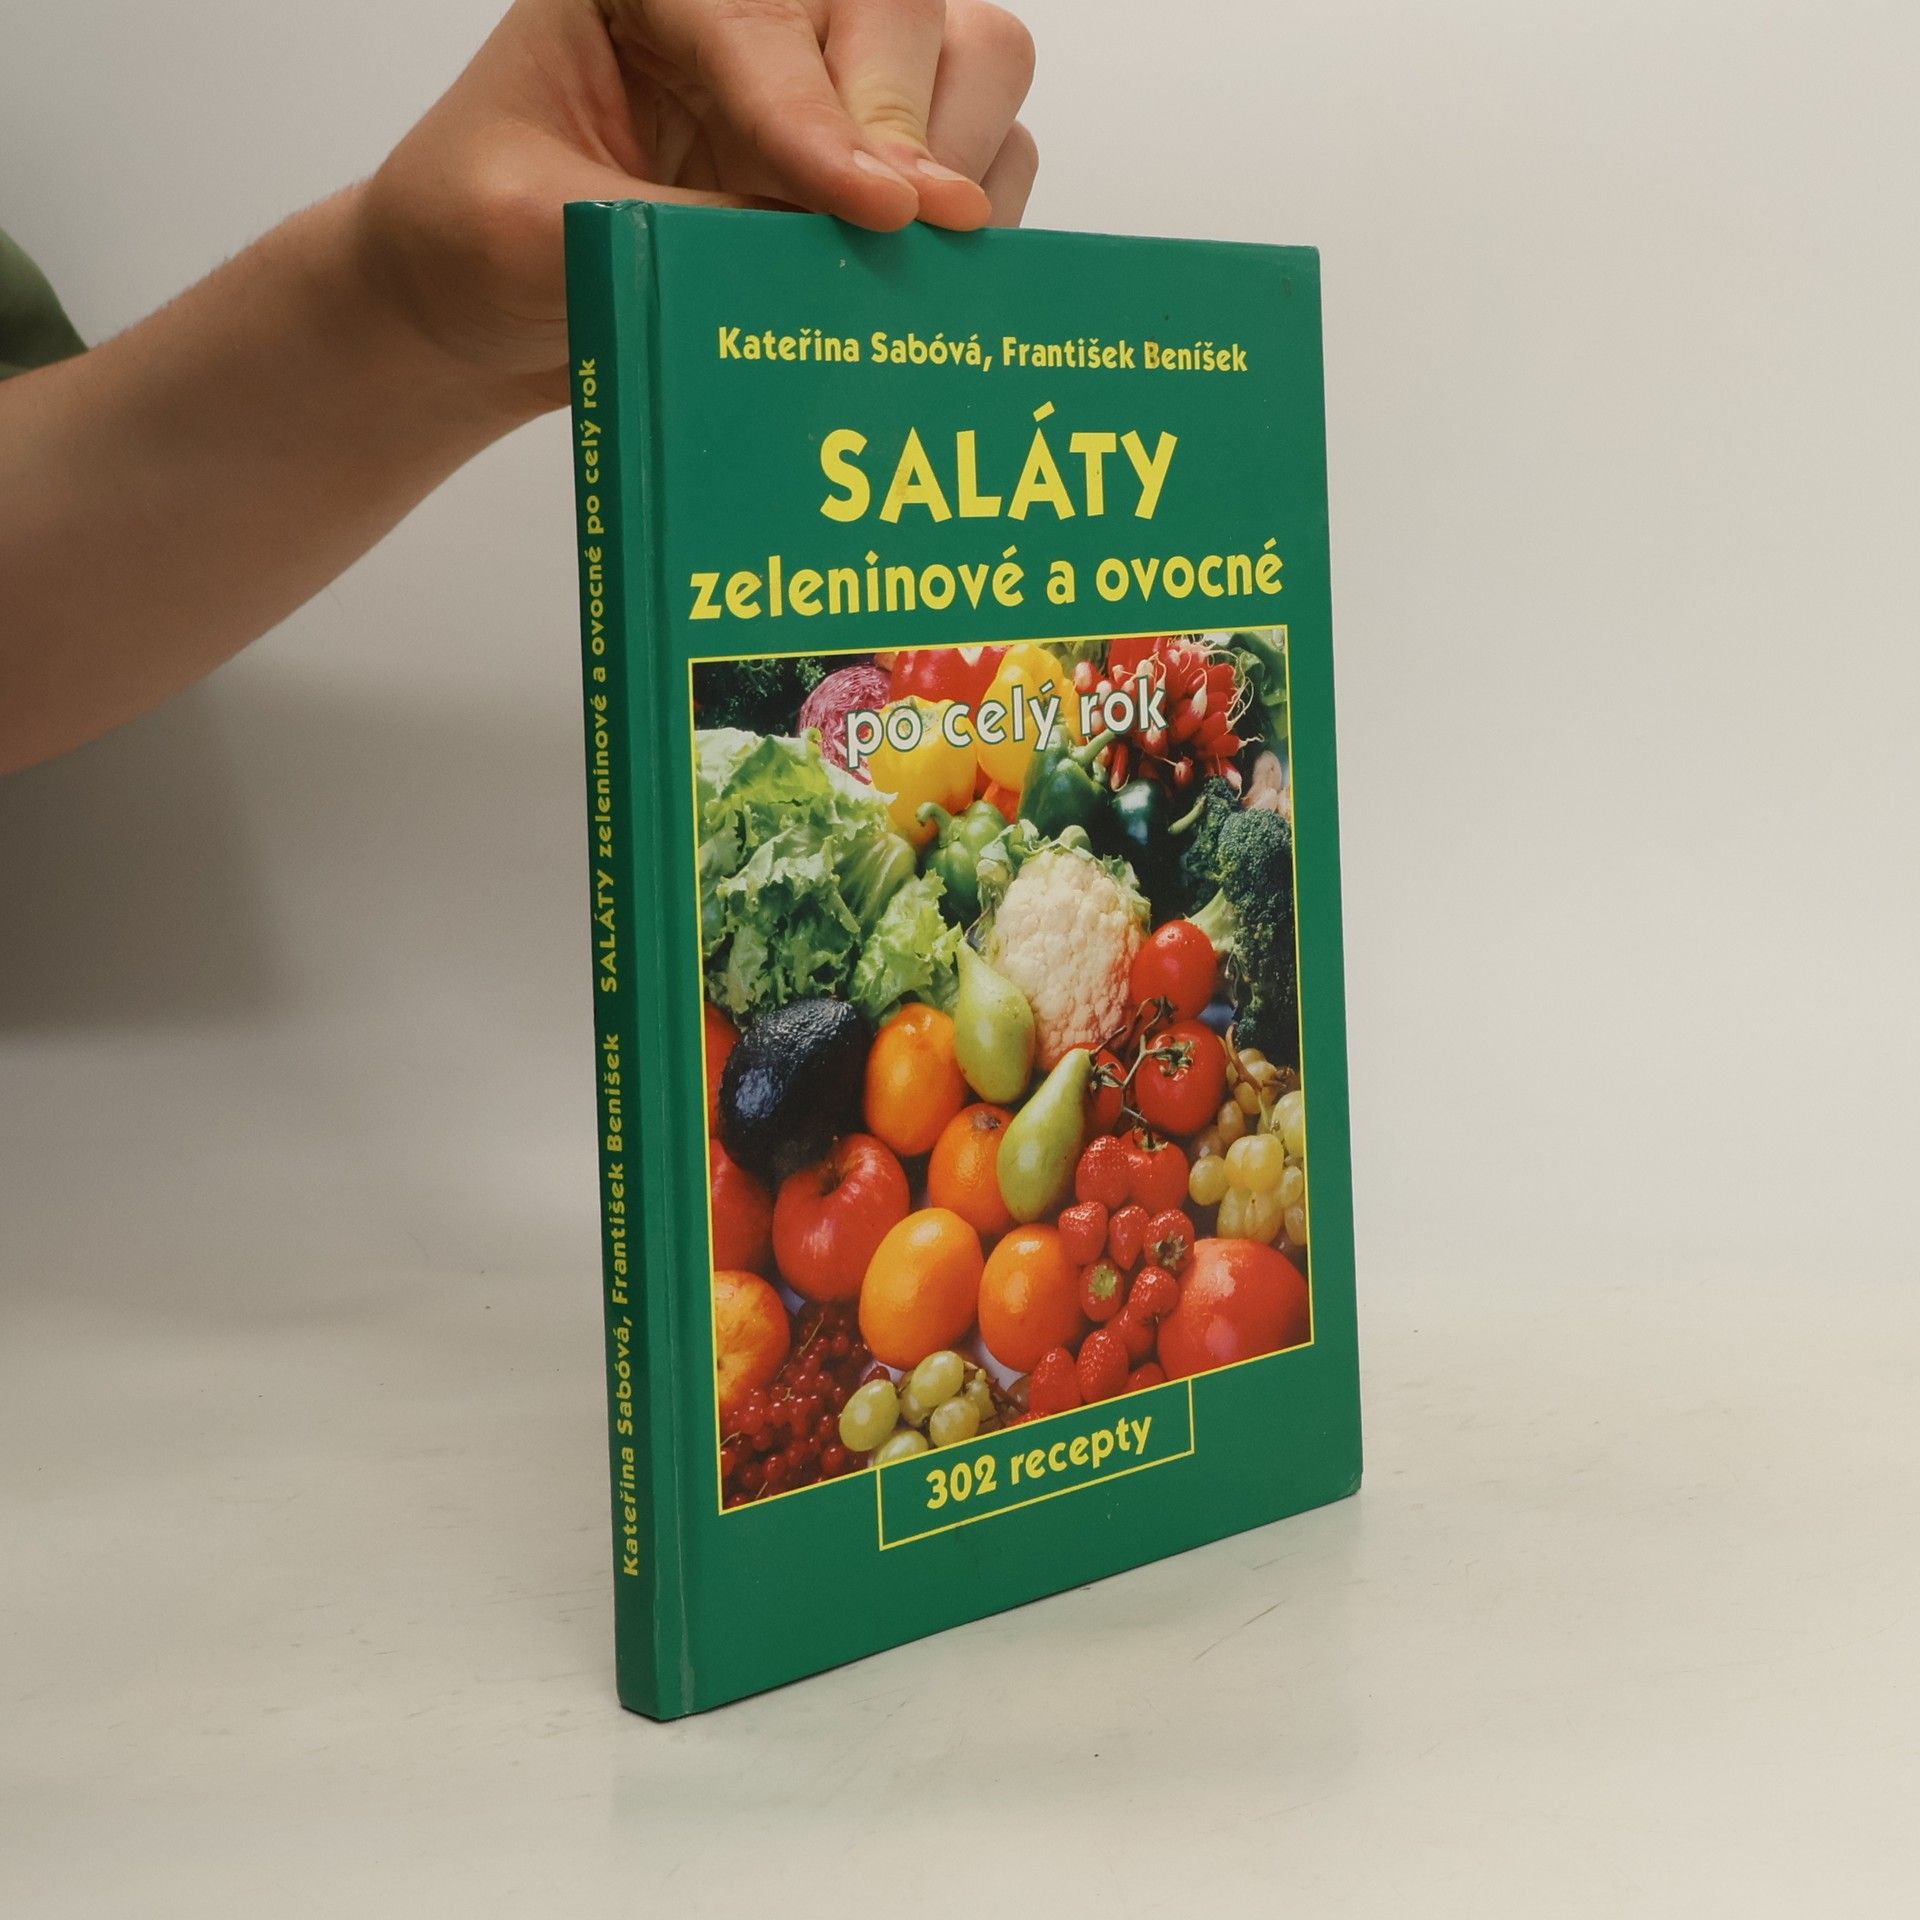 Kateřina Sabóvá, František Beníšek
SALÁTY
zeleninové a ovocné
po celý rok
302 recepty
Kateřina Sabóvá, František Benišek SALÁTY zeleninové a ovocné po celý rok